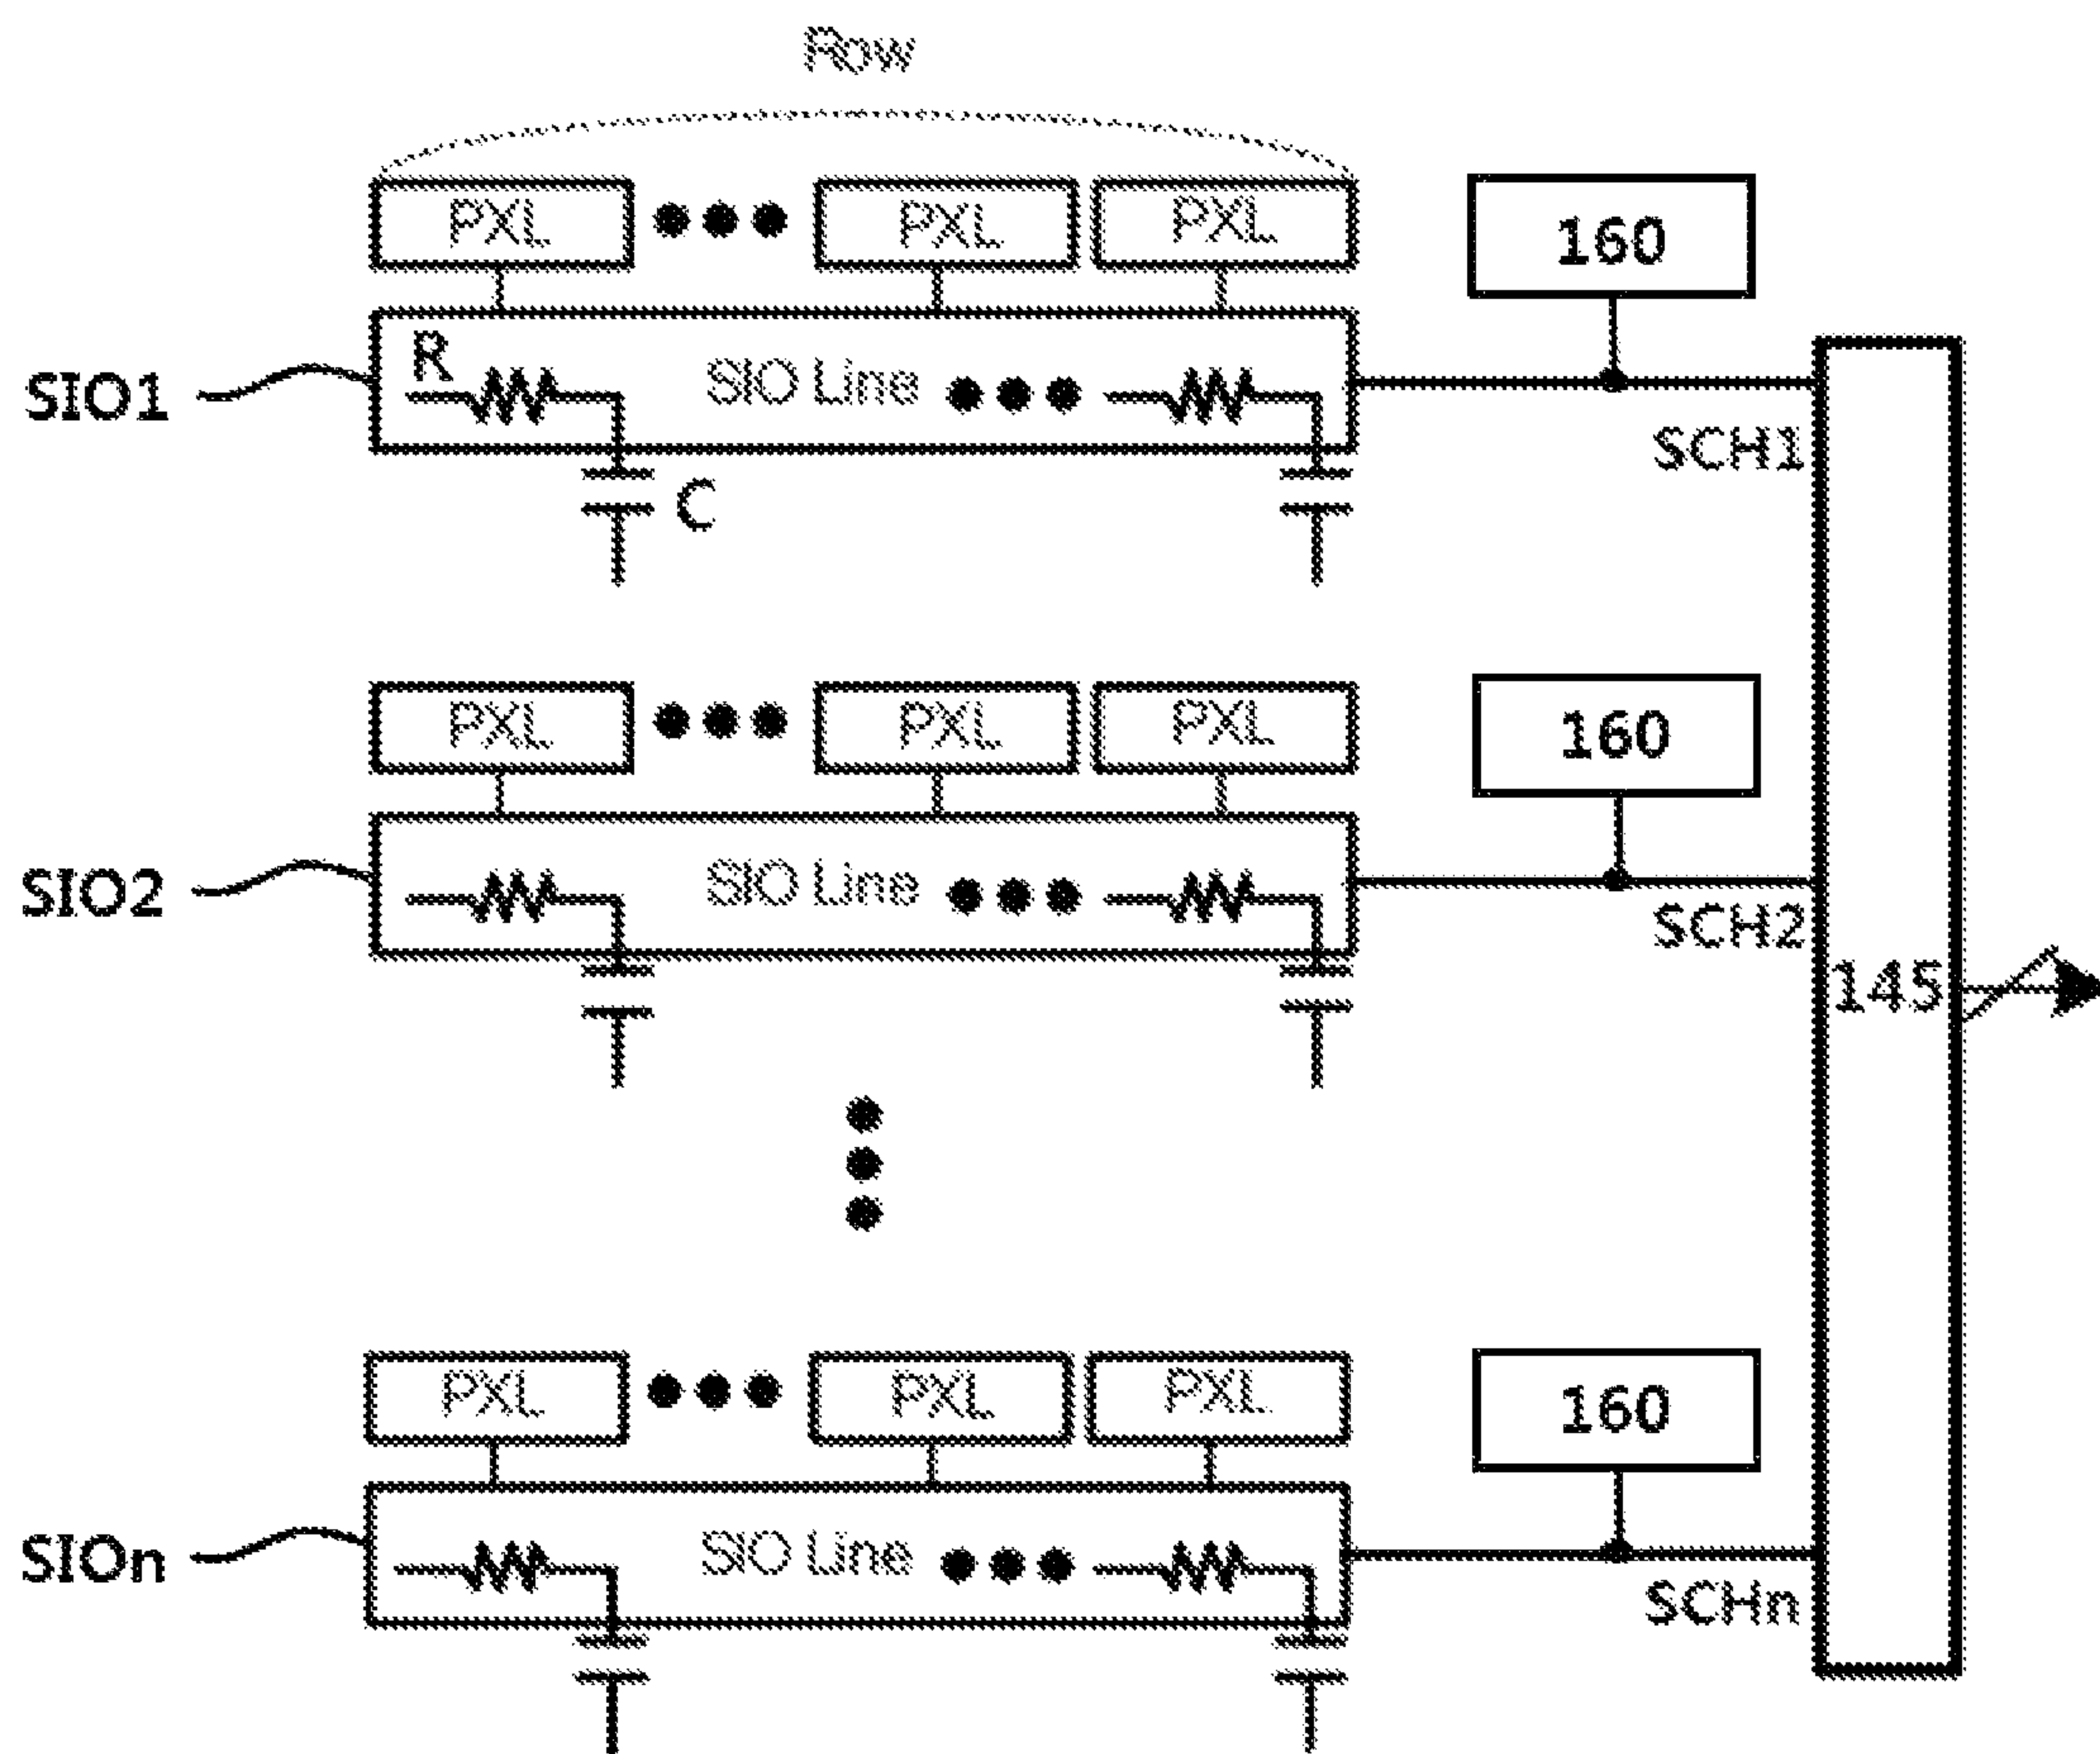 Row
PXL PXL PXL
160
SIO1
R SIO Line
C
SCH1
PXL PXL PXL
160
SIO2
SIO Line
SCH2
145
PXL PXL PXL
160
SIOn
SIO Line
SCHn